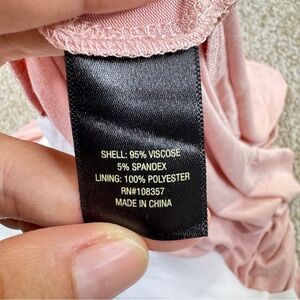 SHELL: 95% VISCOSE
5% SPANDEX
LINING: 100% POLYESTER
RN#108357
MADE IN CHINA